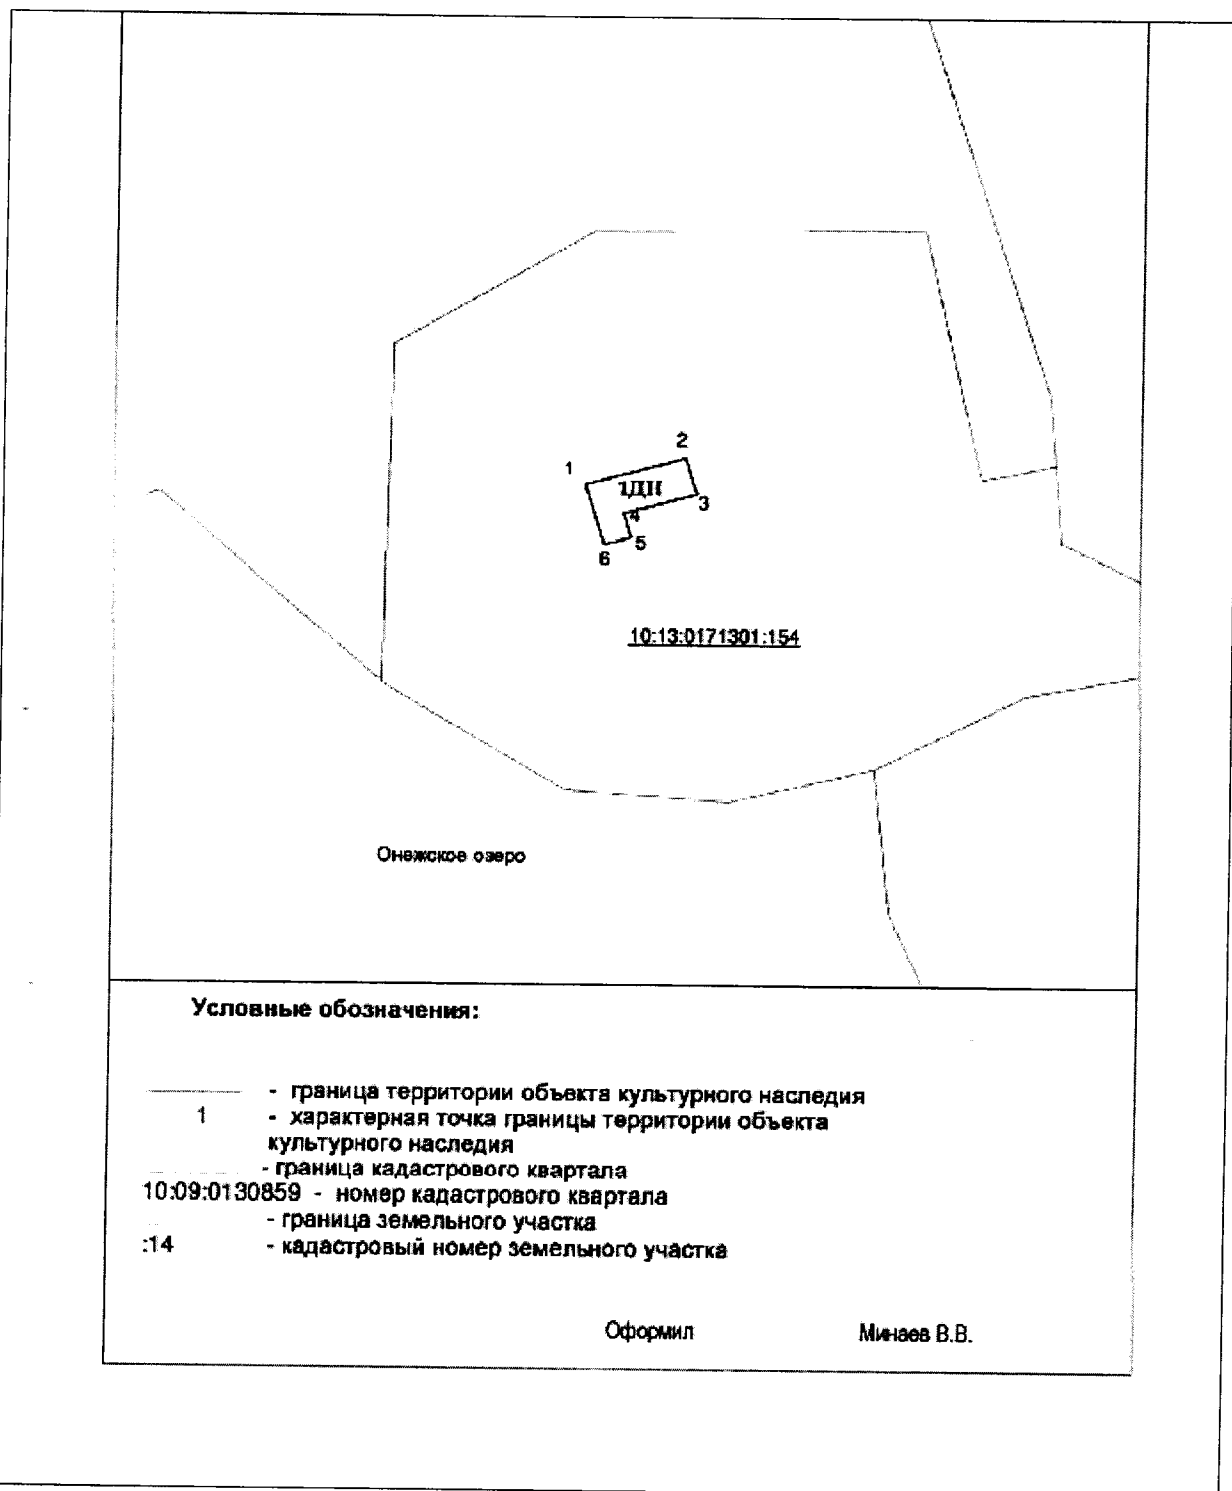 2
1
1ДН
3
4
5
6
10:13:0171301:154
Онежское озеро
Условные обозначения:
- граница территории объекта культурного наследия
1 - характерная точка границы территории объекта
культурного наследия
- граница кадастрового квартала
10:09:0130859 - номер кадастрового квартала
- граница земельного участка
:14 - кадастровый номер земельного участка
Оформил Минаев В.В.